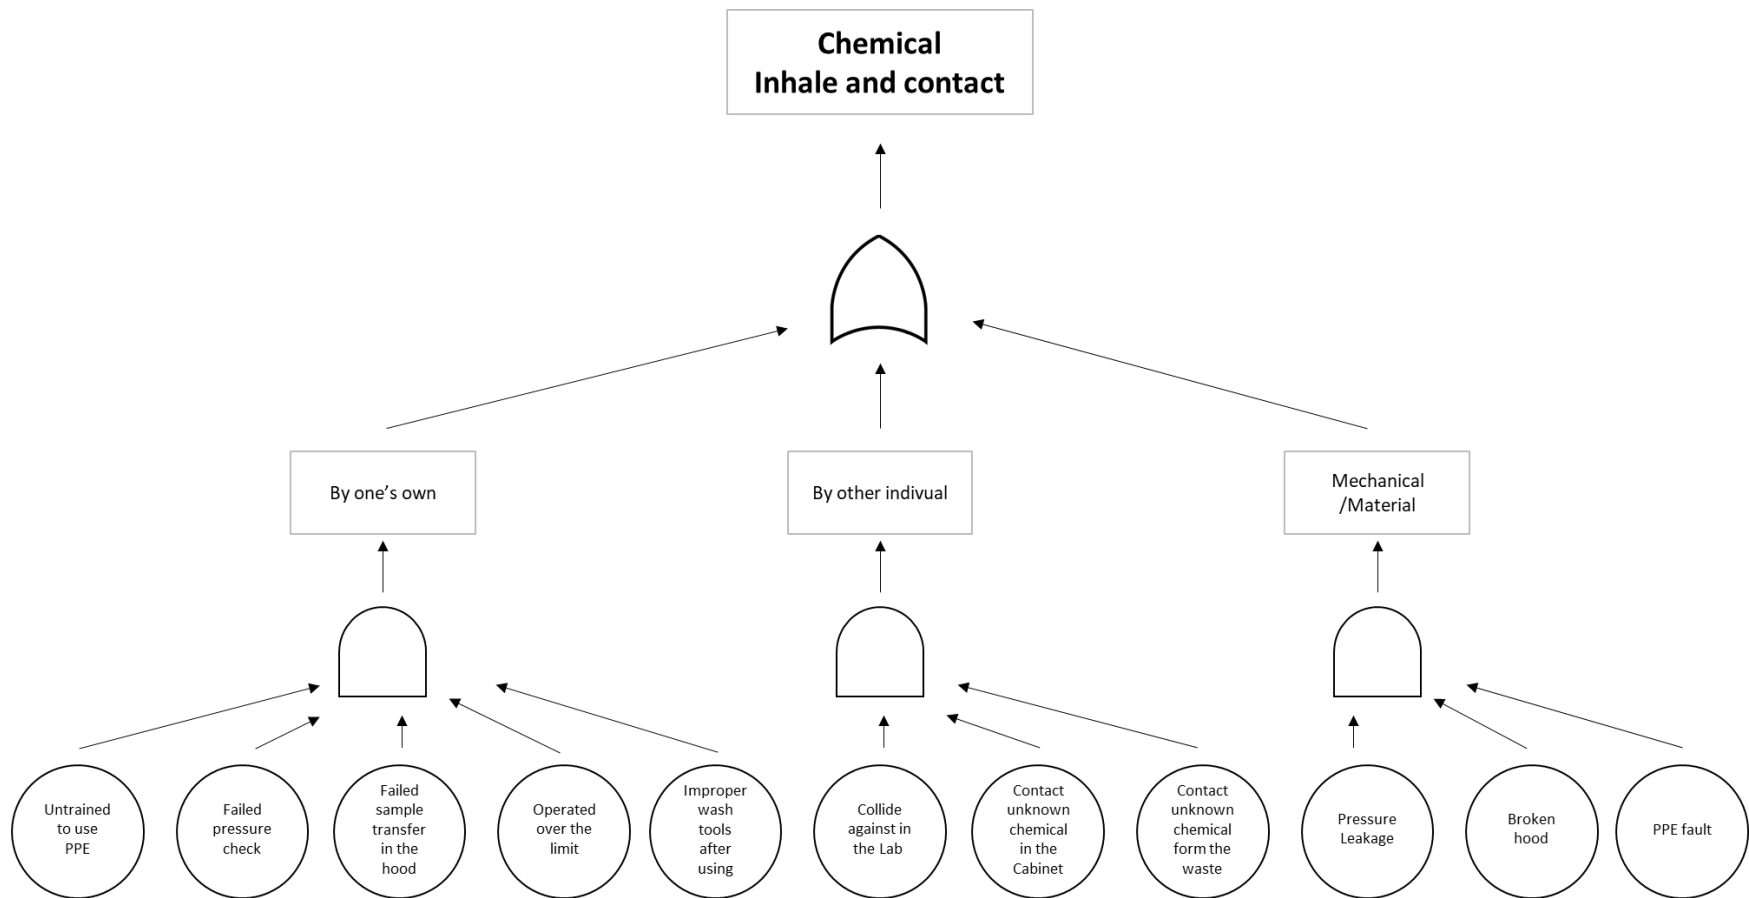 Chemical
Inhale and contact
By one's own
By other indivual
Mechanical
/Material
Untrained
to use
PPE
Failed
pressure
check
Failed
sample
transfer
in the
hood
Operated
over the
limit
Improper
wash
tools
after
using
Collide
against in
the Lab
Contact
unknown
chemical
in the
Cabinet
Contact
unknown
chemical
form the
waste
Pressure
Leakage
Broken
hood
PPE fault